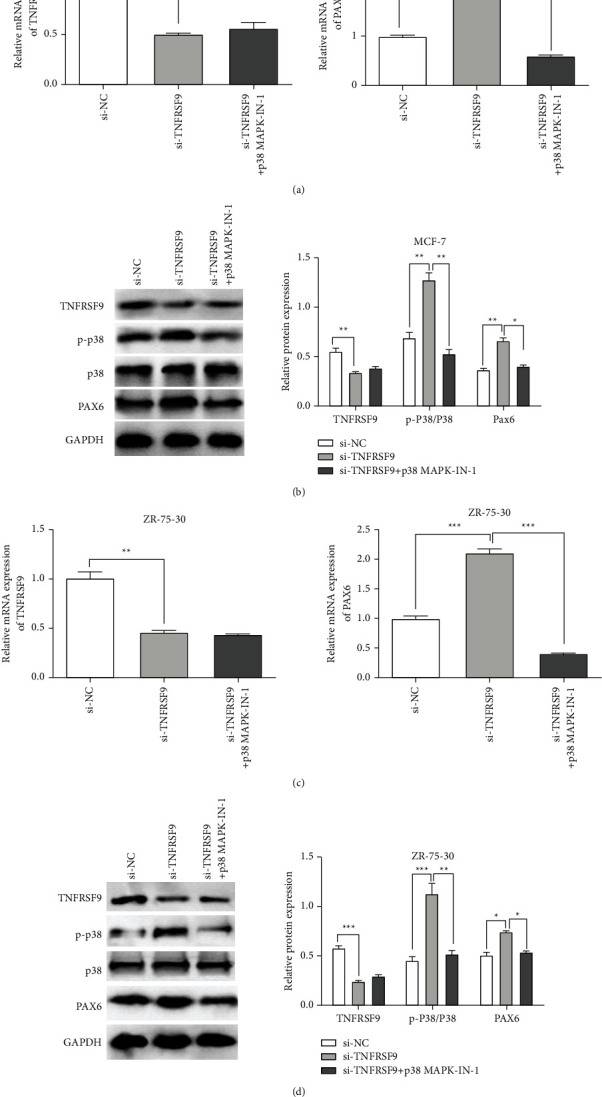 Relative mRNA
of TNFR
0.5
0.0
si-NC
si-TNFRSF9
si-TNFRSF9
+p38 MAPK-IN-1
Relative mRNA
of PAX
1
0
si-NC
si-TNFRSF9
si-TNFRSF9
+p38 MAPK-IN-1
(a)
si-NC
si-TNFRSF9
si-TNFRSF9
+p38 MAPK-IN-1
TNFRSF9
p-p38
p38
PAX6
GAPDH
MCF-7
Relative protein expression
1.5
1.0
0.5
0.0
**
** **
** *
TNFRSF9 p-P38/P38 Pax6
si-NC
si-TNFRSF9
si-TNFRSF9+p38 MAPK-IN-1
(b)
ZR-75-30
Relative mRNA expression
of TNFRSF9
1.5
1.0
0.5
0.0
**
si-NC
si-TNFRSF9
si-TNFRSF9
+p38 MAPK-IN-1
ZR-75-30
Relative mRNA expression
of PAX6
2.5
2.0
1.5
1.0
0.5
0.0
*** ***
si-NC
si-TNFRSF9
si-TNFRSF9
+p38 MAPK-IN-1
(c)
si-NC
si-TNFRSF9
si-TNFRSF9
+p38 MAPK-IN-1
TNFRSF9
p-p38
p38
PAX6
GAPDH
ZR-75-30
Relative protein expression
1.5
1.0
0.5
0.0
***
*** **
* *
TNFRSF9 p-P38/P38 PAX6
si-NC
si-TNFRSF9
si-TNFRSF9+p38 MAPK-IN-1
(d)